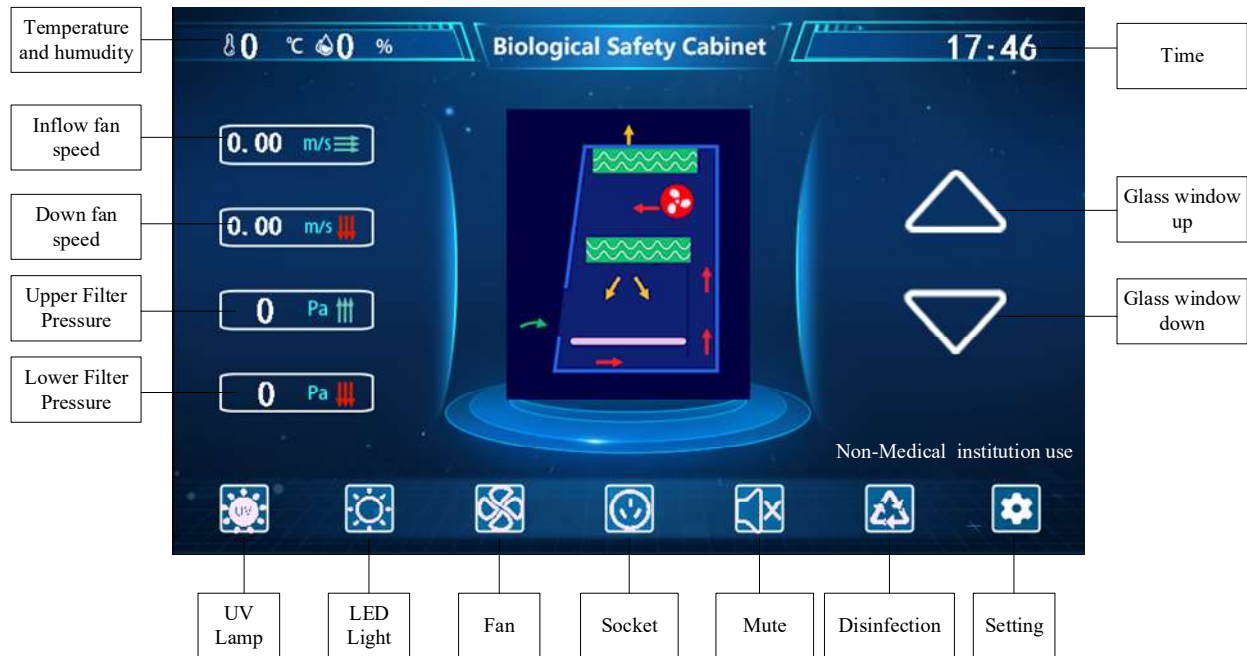 Temperature
and humudity
0 ℃ 0 %
Biological Safety Cabinet
17:46
Time
Inflow fan
speed
0.00 m/s
Down fan
speed
0.00 m/s
Glass window
up
Upper Filter
Pressure
0 Pa
Glass window
down
Lower Filter
Pressure
0 Pa
Non-Medical institution use
UV
UV
Lamp
LED
Light
Fan
Socket
Mute
Disinfection
Setting